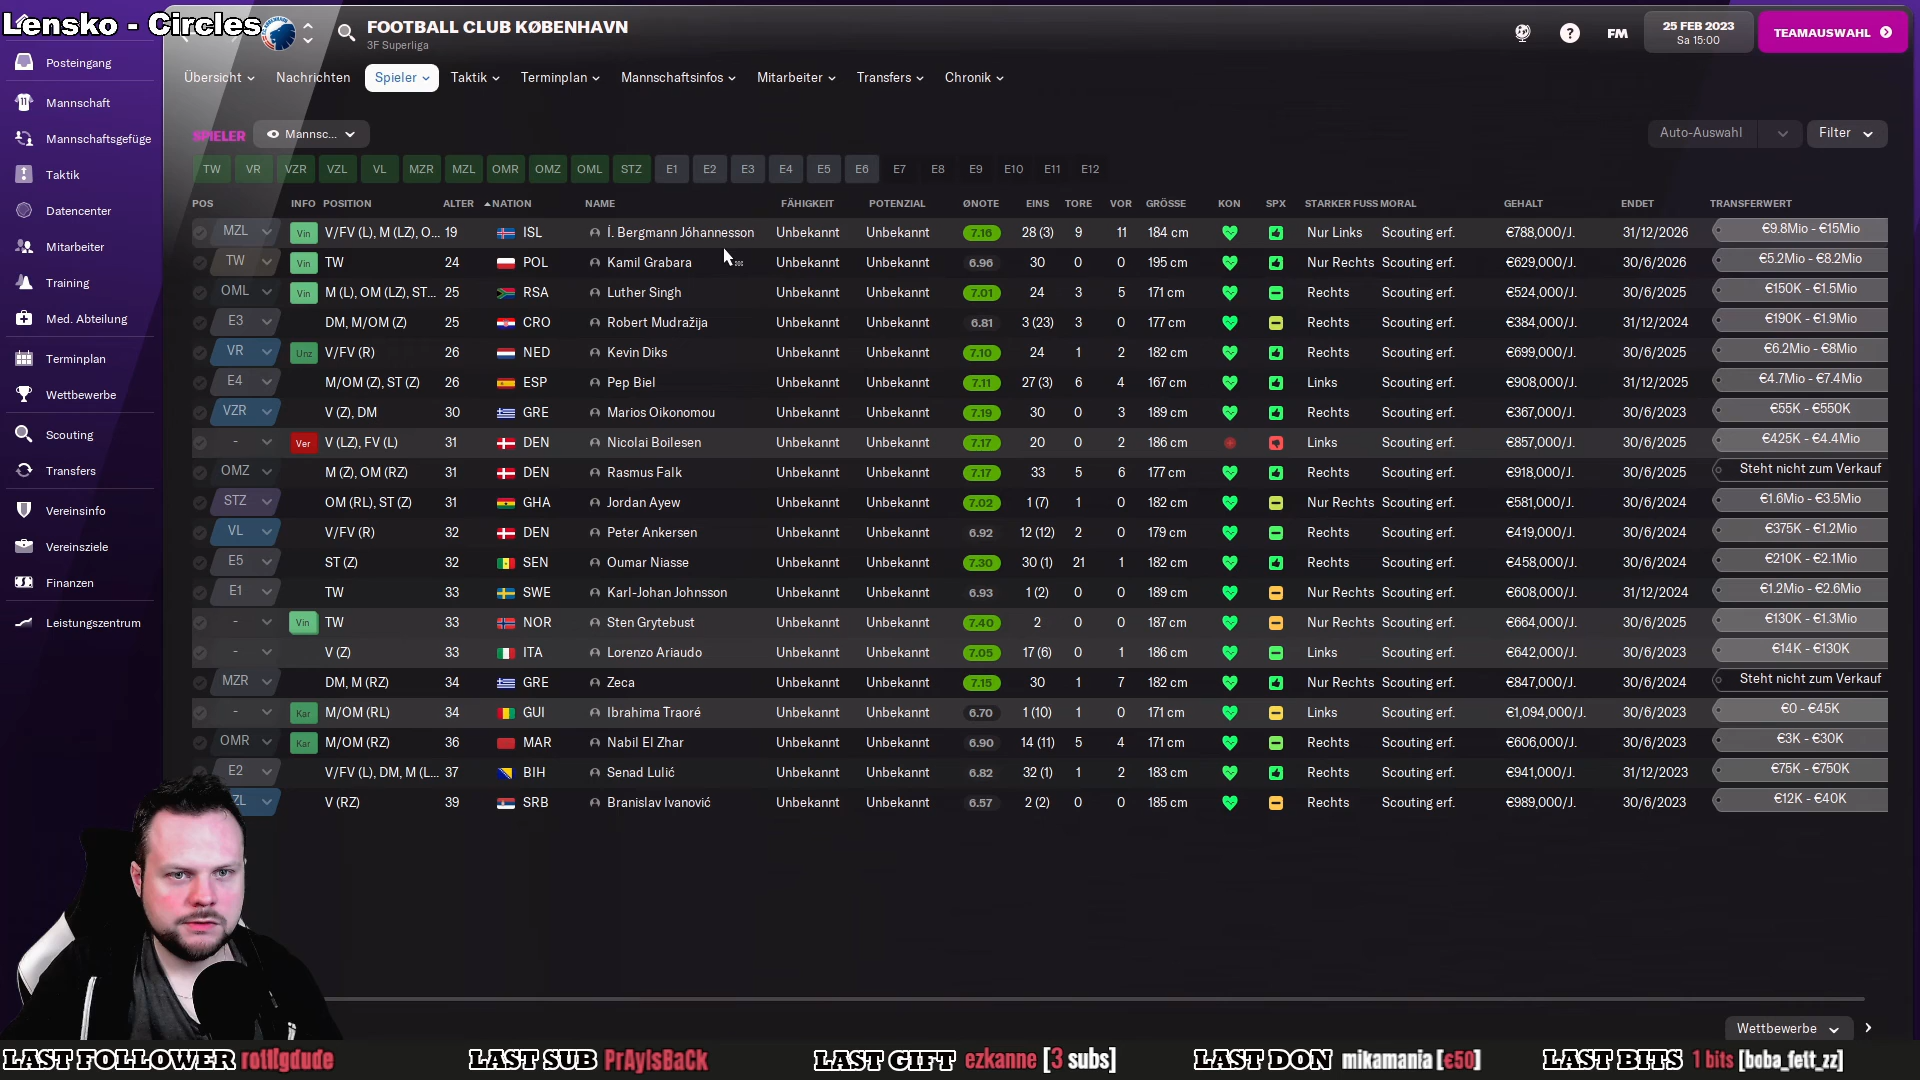 Lensko - Circles
FOOTBALL CLUB KØBENHAVN
3F Superliga
FM
25 FEB 2023
Sa 15:00
TEAMAUSWAHL
Übersicht Nachrichten Spieler Taktik Terminplan Mannschaftsinfos Mitarbeiter Transfers Chronik
Posteingang
Mannschaft
Mannschaftsgefüge
Taktik
Datencenter
Mitarbeiter
Training
Med. Abteilung
Terminplan
Wettbewerbe
Scouting
Transfers
Vereinsinfo
Vereinsziele
Finanzen
Leistungszentrum
SPIELER Mannsc... Auto-Auswahl Filter
TW VR VZR VZL VL MZR MZL OMR OMZ OML STZ E1 E2 E3 E4 E5 E6 E7 E8 E9 E10 E11 E12
POS INFO POSITION ALTER NATION NAME FÄHIGKEIT POTENZIAL ØNOTE EINS TORE VOR GRÖSSE KON SPX STARKER FUSS MORAL GEHALT ENDET TRANSFERWERT
MZL Vin V/FV (L), M (LZ), O... 19 ISL Í. Bergmann Jóhannesson Unbekannt Unbekannt 7.16 28 (3) 9 11 184 cm Nur Links Scouting erf. €788,000/J. 31/12/2026 €9.8Mio - €15Mio
TW Vin TW 24 POL Kamil Grabara Unbekannt Unbekannt 6.96 30 0 0 195 cm Nur Rechts Scouting erf. €629,000/J. 30/6/2026 €5.2Mio - €8.2Mio
OML Vin M (L), OM (LZ), ST... 25 RSA Luther Singh Unbekannt Unbekannt 7.01 24 3 5 171 cm Rechts Scouting erf. €524,000/J. 30/6/2025 €150K - €1.5Mio
E3 DM, M/OM (Z) 25 CRO Robert Mudražija Unbekannt Unbekannt 6.81 3 (23) 3 0 177 cm Rechts Scouting erf. €384,000/J. 31/12/2024 €190K - €1.9Mio
VR Unz V/FV (R) 26 NED Kevin Diks Unbekannt Unbekannt 7.10 24 1 2 182 cm Rechts Scouting erf. €699,000/J. 30/6/2025 €6.2Mio - €8Mio
E4 M/OM (Z), ST (Z) 26 ESP Pep Biel Unbekannt Unbekannt 7.11 27 (3) 6 4 167 cm Links Scouting erf. €908,000/J. 31/12/2025 €4.7Mio - €7.4Mio
VZR V (Z), DM 30 GRE Marios Oikonomou Unbekannt Unbekannt 7.19 30 0 3 189 cm Rechts Scouting erf. €367,000/J. 30/6/2023 €55K - €550K
- Ver V (LZ), FV (L) 31 DEN Nicolai Boilesen Unbekannt Unbekannt 7.17 20 0 2 186 cm Links Scouting erf. €857,000/J. 30/6/2025 €425K - €4.4Mio
OMZ M (Z), OM (RZ) 31 DEN Rasmus Falk Unbekannt Unbekannt 7.17 33 5 6 177 cm Rechts Scouting erf. €918,000/J. 30/6/2025 Steht nicht zum Verkauf
STZ OM (RL), ST (Z) 31 GHA Jordan Ayew Unbekannt Unbekannt 7.02 1 (7) 1 0 182 cm Nur Rechts Scouting erf. €581,000/J. 30/6/2024 €1.6Mio - €3.5Mio
VL V/FV (R) 32 DEN Peter Ankersen Unbekannt Unbekannt 6.92 12 (12) 2 0 179 cm Rechts Scouting erf. €419,000/J. 30/6/2024 €375K - €1.2Mio
E5 ST (Z) 32 SEN Oumar Niasse Unbekannt Unbekannt 7.30 30 (1) 21 1 182 cm Rechts Scouting erf. €458,000/J. 30/6/2024 €210K - €2.1Mio
E1 TW 33 SWE Karl-Johan Johnsson Unbekannt Unbekannt 6.93 1 (2) 0 0 189 cm Nur Rechts Scouting erf. €608,000/J. 31/12/2024 €1.2Mio - €2.6Mio
- Vin TW 33 NOR Sten Grytebust Unbekannt Unbekannt 7.40 2 0 0 187 cm Nur Rechts Scouting erf. €664,000/J. 30/6/2025 €130K - €1.3Mio
- V (Z) 33 ITA Lorenzo Ariaudo Unbekannt Unbekannt 7.05 17 (6) 0 1 186 cm Links Scouting erf. €642,000/J. 30/6/2023 €14K - €130K
MZR DM, M (RZ) 34 GRE Zeca Unbekannt Unbekannt 7.15 30 1 7 182 cm Nur Rechts Scouting erf. €847,000/J. 30/6/2024 Steht nicht zum Verkauf
- Kar M/OM (RL) 34 GUI Ibrahima Traoré Unbekannt Unbekannt 6.70 1 (10) 1 0 171 cm Links Scouting erf. €1,094,000/J. 30/6/2023 €0 - €45K
OMR Kar M/OM (RZ) 36 MAR Nabil El Zhar Unbekannt Unbekannt 6.90 14 (11) 5 4 171 cm Rechts Scouting erf. €606,000/J. 30/6/2023 €3K - €30K
E2 V/FV (L), DM, M (L... 37 BIH Senad Lulić Unbekannt Unbekannt 6.82 32 (1) 1 2 183 cm Rechts Scouting erf. €941,000/J. 31/12/2023 €75K - €750K
ZL V (RZ) 39 SRB Branislav Ivanović Unbekannt Unbekannt 6.57 2 (2) 0 0 185 cm Rechts Scouting erf. €989,000/J. 30/6/2023 €12K - €40K
Wettbewerbe
LAST FOLLOWER rottlgdude LAST SUB PrAyIsBaCk LAST GIFT ezkanne [3 subs] LAST DON mikamania [€50] LAST BITS 1 bits [boba_fett_zz]